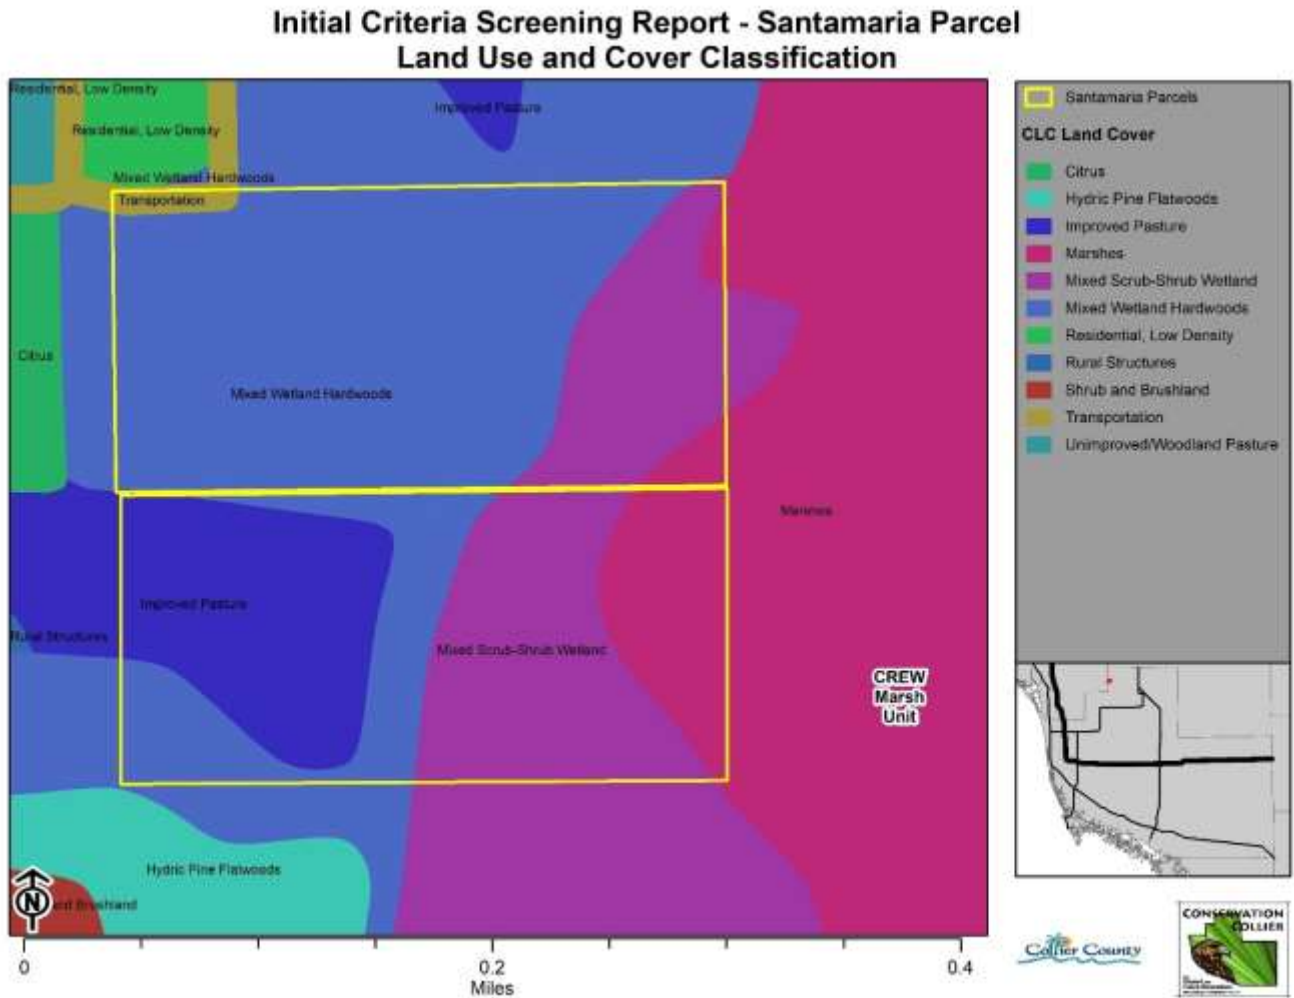 Initial Criteria Screening Report - Santamaria Parcel
Land Use and Cover Classification
Residential, Low Density
Improved Pasture
Residential, Low Density
Mixed Wetland Hardwoods
Transportation
Citrus
Mixed Wetland Hardwoods
Marshes
Improved Pasture
Rural Structures
Mixed Scrub-Shrub Wetland
CREW
Marsh
Unit
Hydric Pine Flatwoods
N
and Brushland
0
0.2
0.4
Miles
Santamaria Parcels
CLC Land Cover
Citrus
Hydric Pine Flatwoods
Improved Pasture
Marshes
Mixed Scrub-Shrub Wetland
Mixed Wetland Hardwoods
Residential, Low Density
Rural Structures
Shrub and Brushland
Transportation
Unimproved/Woodland Pasture
Collier County
CONSERVATION
COLLIER